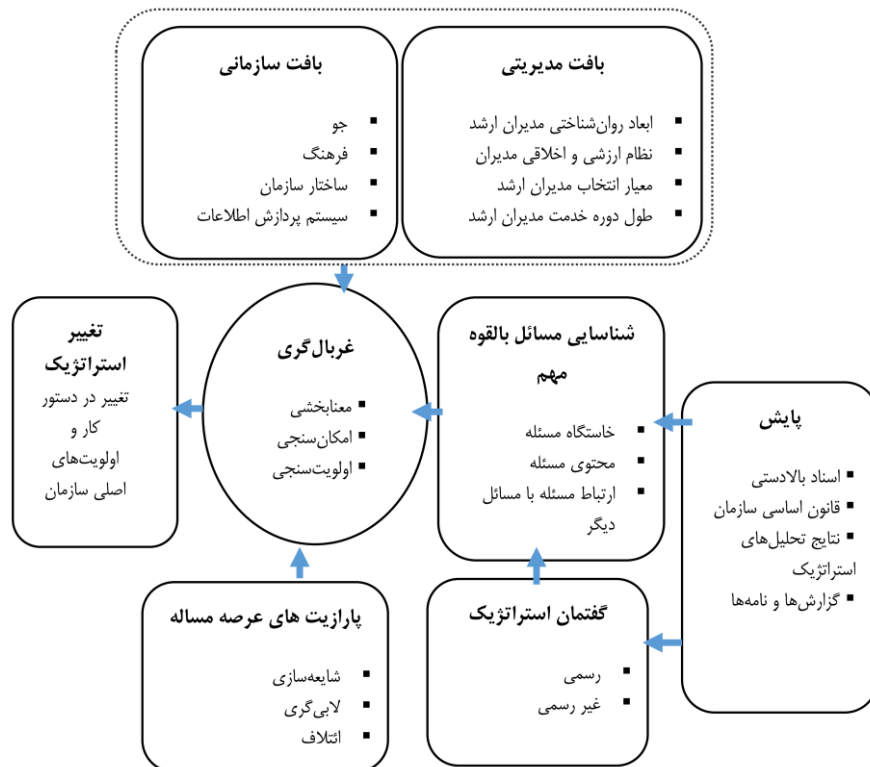 بافت مدیریتی
ابعاد روان‌شناختی مدیران ارشد
نظام ارزشی و اخلاقی مدیران
معیار انتخاب مدیران ارشد
طول دوره خدمت مدیران ارشد
بافت سازمانی
جو
فرهنگ
ساختار سازمان
سیستم پردازش اطلاعات
پایش
اسناد بالادستی
قانون اساسی سازمان
نتایج تحلیل‌های
استراتژیک
گزارش‌ها و نامه‌ها
شناسایی مسائل بالقوه
مهم
خاستگاه مسئله
محتوی مسئله
ارتباط مسئله با مسائل
دیگر
غربال‌گری
معنابخشی
امکان‌سنجی
اولویت‌سنجی
تغییر
استراتژیک
تغییر در دستور
کار و
اولویت‌های
اصلی سازمان
گفتمان استراتژیک
رسمی
غیر رسمی
پارازیت های عرصه مساله
شایعه‌سازی
لابی‌گری
ائتلاف